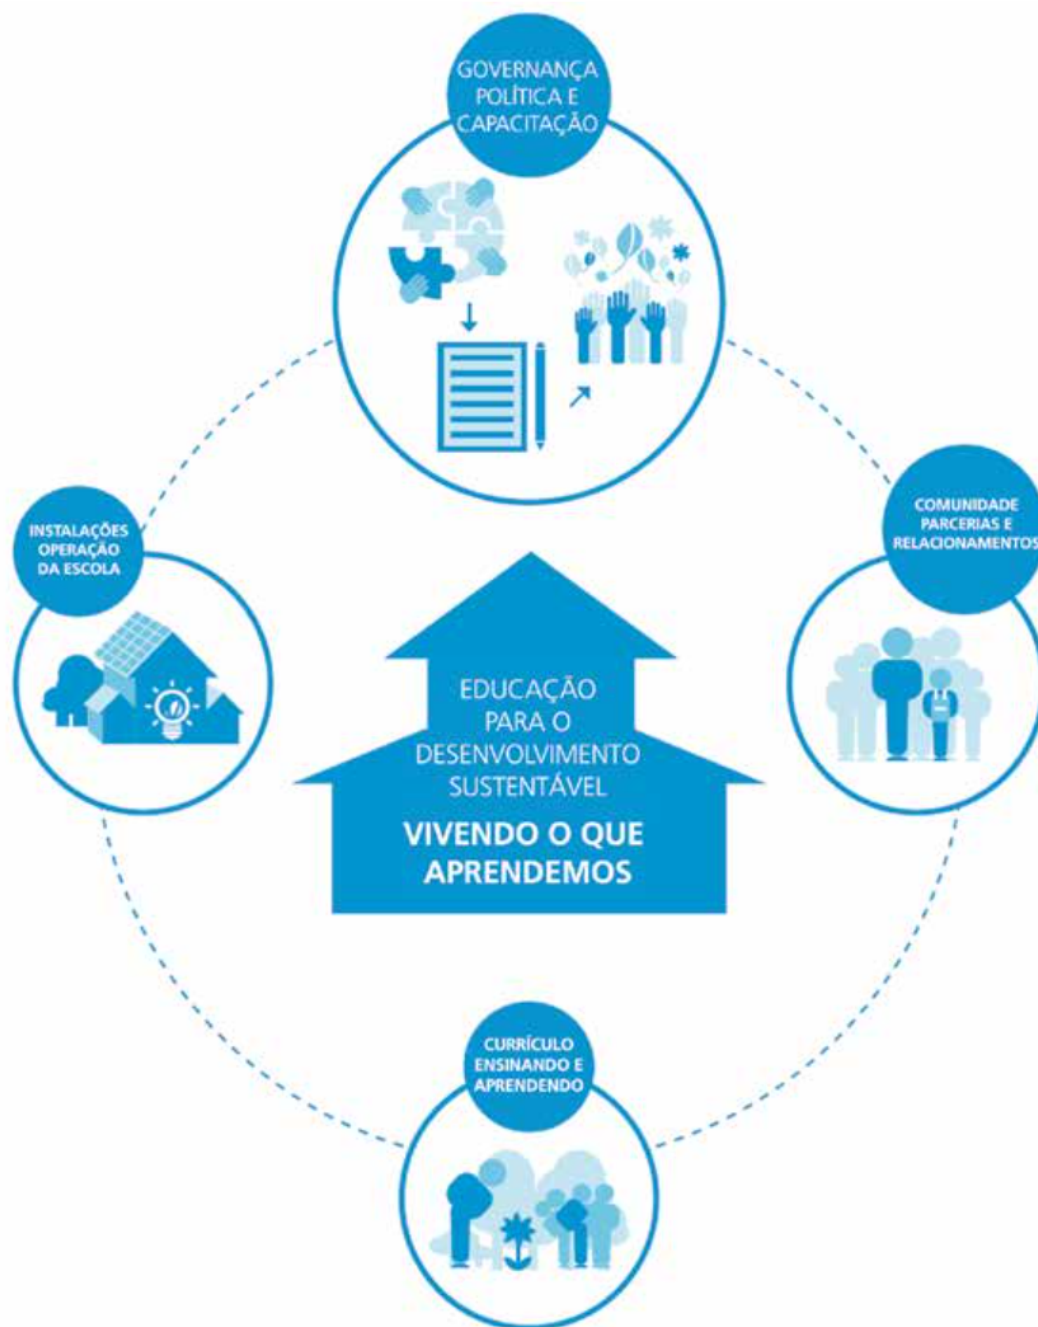 GOVERNANÇA
POLÍTICA E
CAPACITAÇÃO
INSTALAÇÕES
OPERAÇÃO
DA ESCOLA
COMUNIDADE
PARCERIAS E
RELACIONAMENTOS
EDUCAÇÃO
PARA O
DESENVOLVIMENTO
SUSTENTÁVEL
VIVENDO O QUE
APRENDEMOS
CURRÍCULO
ENSINANDO E
APRENDENDO